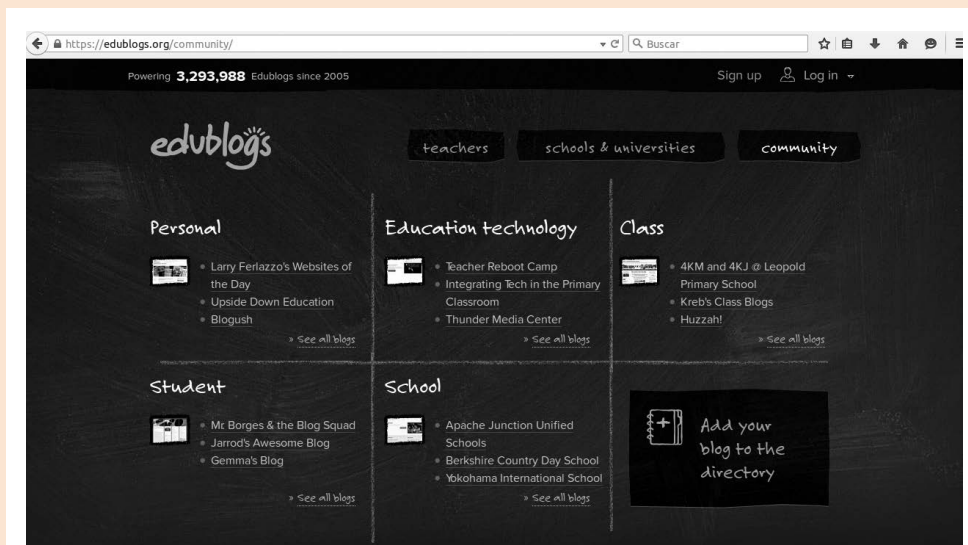 https://edublogs.org/community/
Buscar
Powering 3,293,988 Edublogs since 2005
Sign up
Log in
edublogs
teachers
schools & universities
community
Personal
Larry Ferlazzo's Websites of
the Day
Upside Down Education
Blogush
» See all blogs
Education technology
Teacher Reboot Camp
Integrating Tech in the Primary
Classroom
Thunder Media Center
» See all blogs
Class
4KM and 4KJ @ Leopold
Primary School
Kreb's Class Blogs
Huzzah!
» See all blogs
Student
Mr. Borges & the Blog Squad
Jarrod's Awesome Blog
Gemma's Blog
» See all blogs
School
Apache Junction Unified
Schools
Berkshire Country Day School
Yokohama International School
» See all blogs
Add your
blog to the
directory